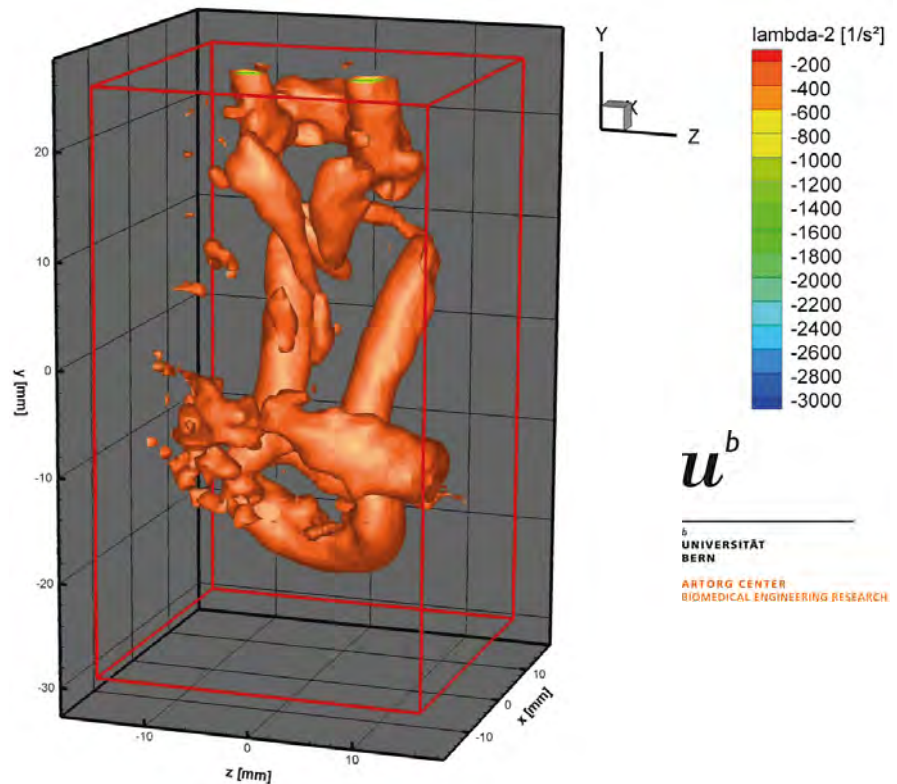 lambda-2 [1/s²]
-200
-400
-600
-800
-1000
-1200
-1400
-1600
-1800
-2000
-2200
-2400
-2600
-2800
-3000
Y
X
Z
20
10
0
-10
-20
-30
y [mm]
-10
0
10
z [mm]
-10
0
10
x [mm]
u
b
b
UNIVERSITÄT
BERN
ARTORG CENTER
BIOMEDICAL ENGINEERING RESEARCH